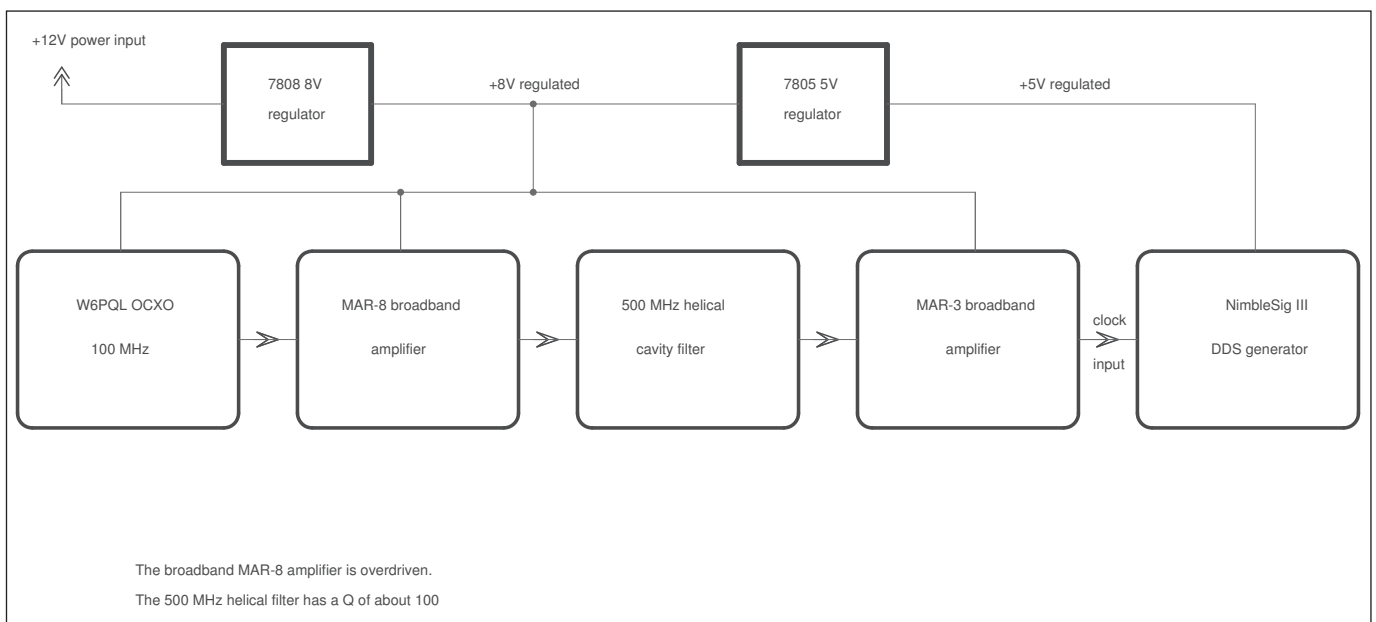 +12V power input
7808 8V
regulator
+8V regulated
7805 5V
regulator
+5V regulated
W6PQL OCXO
100 MHz
MAR-8 broadband
amplifier
500 MHz helical
cavity filter
MAR-3 broadband
amplifier
clock
input
NimbleSig III
DDS generator
The broadband MAR-8 amplifier is overdriven.
The 500 MHz helical filter has a Q of about 100